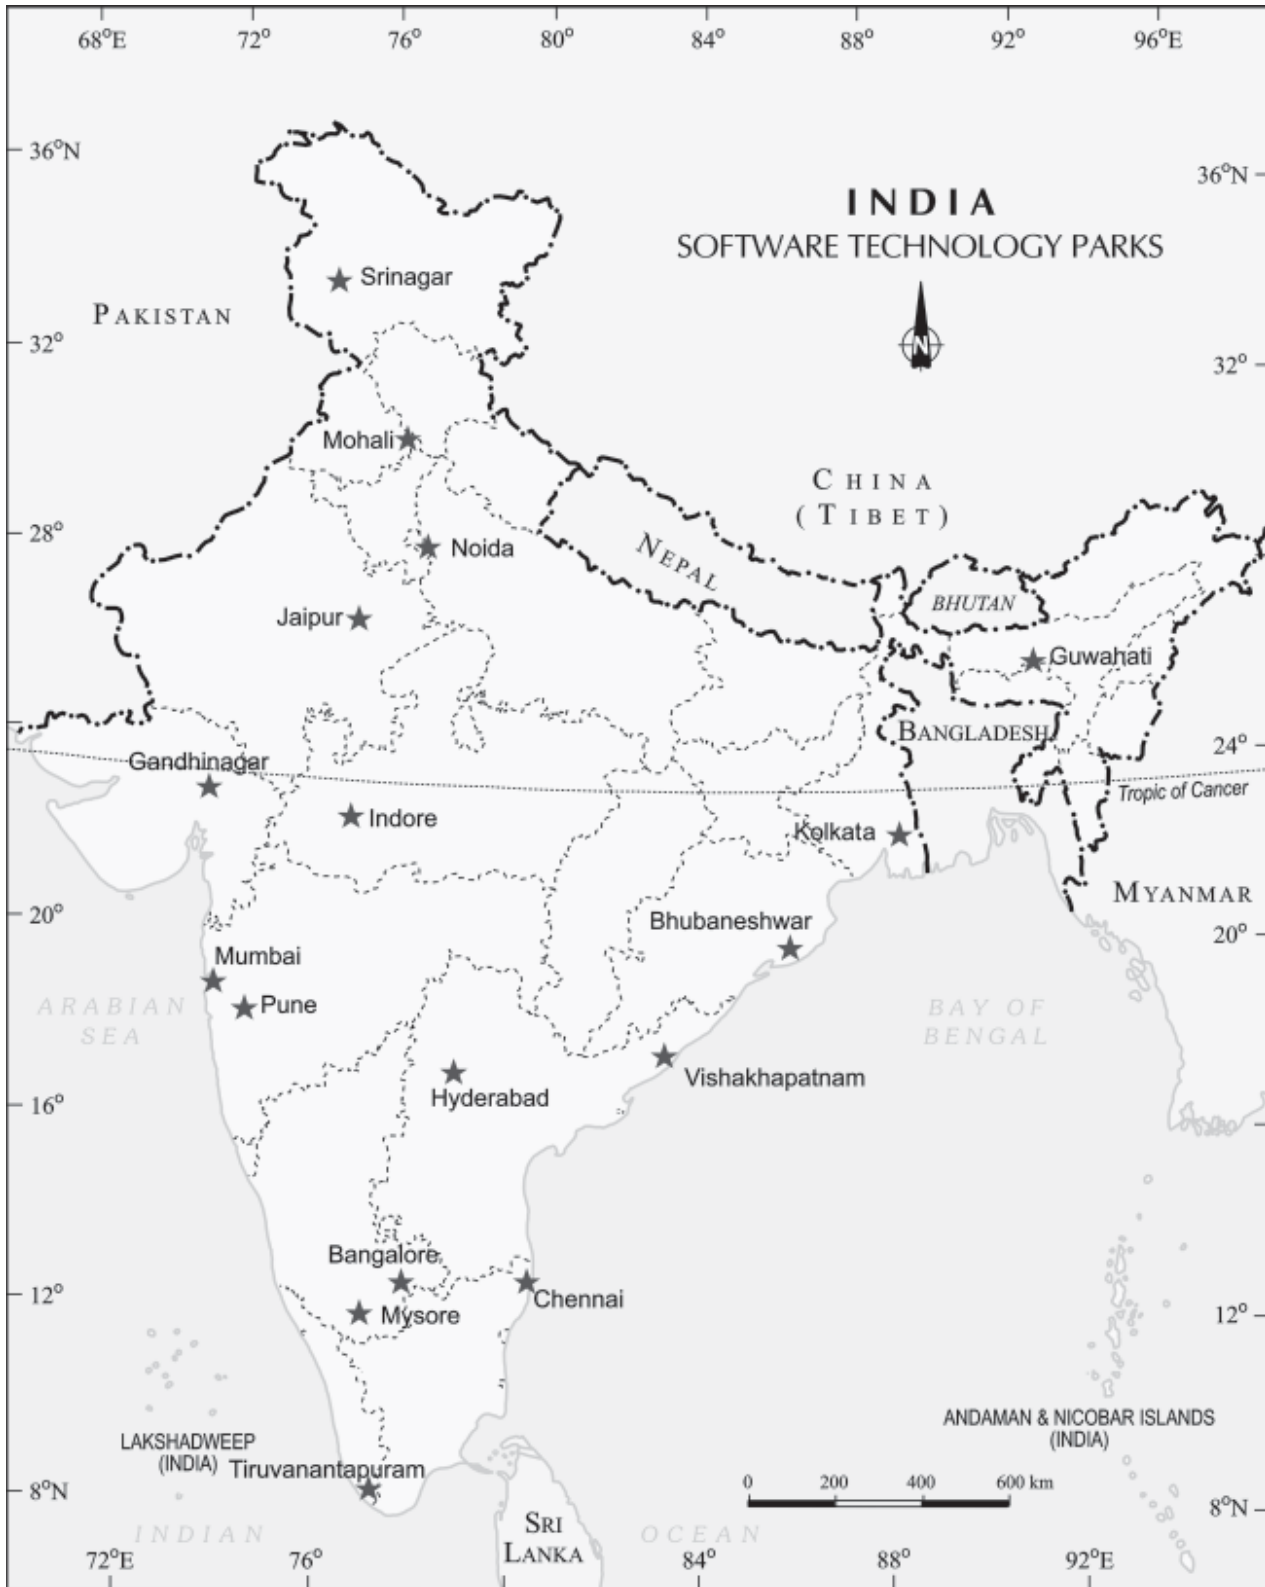 68°E 72° 76° 80° 84° 88° 92° 96°E
36°N
36°N
INDIA
SOFTWARE TECHNOLOGY PARKS
Srinagar
PAKISTAN
N
32°
32°
Mohali
CHINA
(TIBET)
28°
Noida
NEPAL
BHUTAN
Jaipur
Guwahati
BANGLADESH
24°
Gandhinagar
Tropic of Cancer
Indore
Kolkata
MYANMAR
20°
20°
Bhubaneshwar
Mumbai
Pune
ARABIAN
SEA
BAY OF
BENGAL
Vishakhapatnam
Hyderabad
16°
Bangalore
12°
12°
Chennai
Mysore
ANDAMAN & NICOBAR ISLANDS
(INDIA)
LAKSHADWEEP
(INDIA)
Tiruvanantapuram
0 200 400 600 km
8°N
8°N
INDIAN OCEAN
SRI
LANKA
72°E 76° 84° 88° 92°E